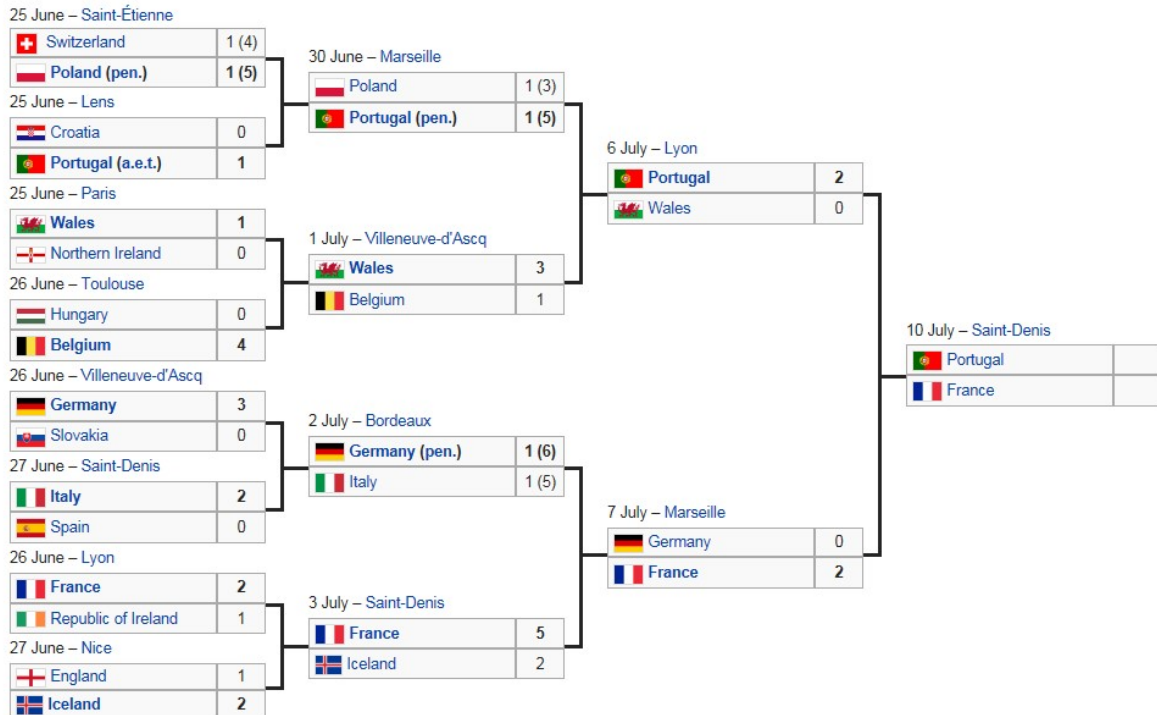 25 June – Saint-Étienne
Switzerland 1 (4)
Poland (pen.) 1 (5)
25 June – Lens
Croatia 0
Portugal (a.e.t.) 1
25 June – Paris
Wales 1
Northern Ireland 0
26 June – Toulouse
Hungary 0
Belgium 4
26 June – Villeneuve-d'Ascq
Germany 3
Slovakia 0
27 June – Saint-Denis
Italy 2
Spain 0
26 June – Lyon
France 2
Republic of Ireland 1
27 June – Nice
England 1
Iceland 2
30 June – Marseille
Poland 1 (3)
Portugal (pen.) 1 (5)
1 July – Villeneuve-d'Ascq
Wales 3
Belgium 1
2 July – Bordeaux
Germany (pen.) 1 (6)
Italy 1 (5)
3 July – Saint-Denis
France 5
Iceland 2
6 July – Lyon
Portugal 2
Wales 0
7 July – Marseille
Germany 0
France 2
10 July – Saint-Denis
Portugal
France